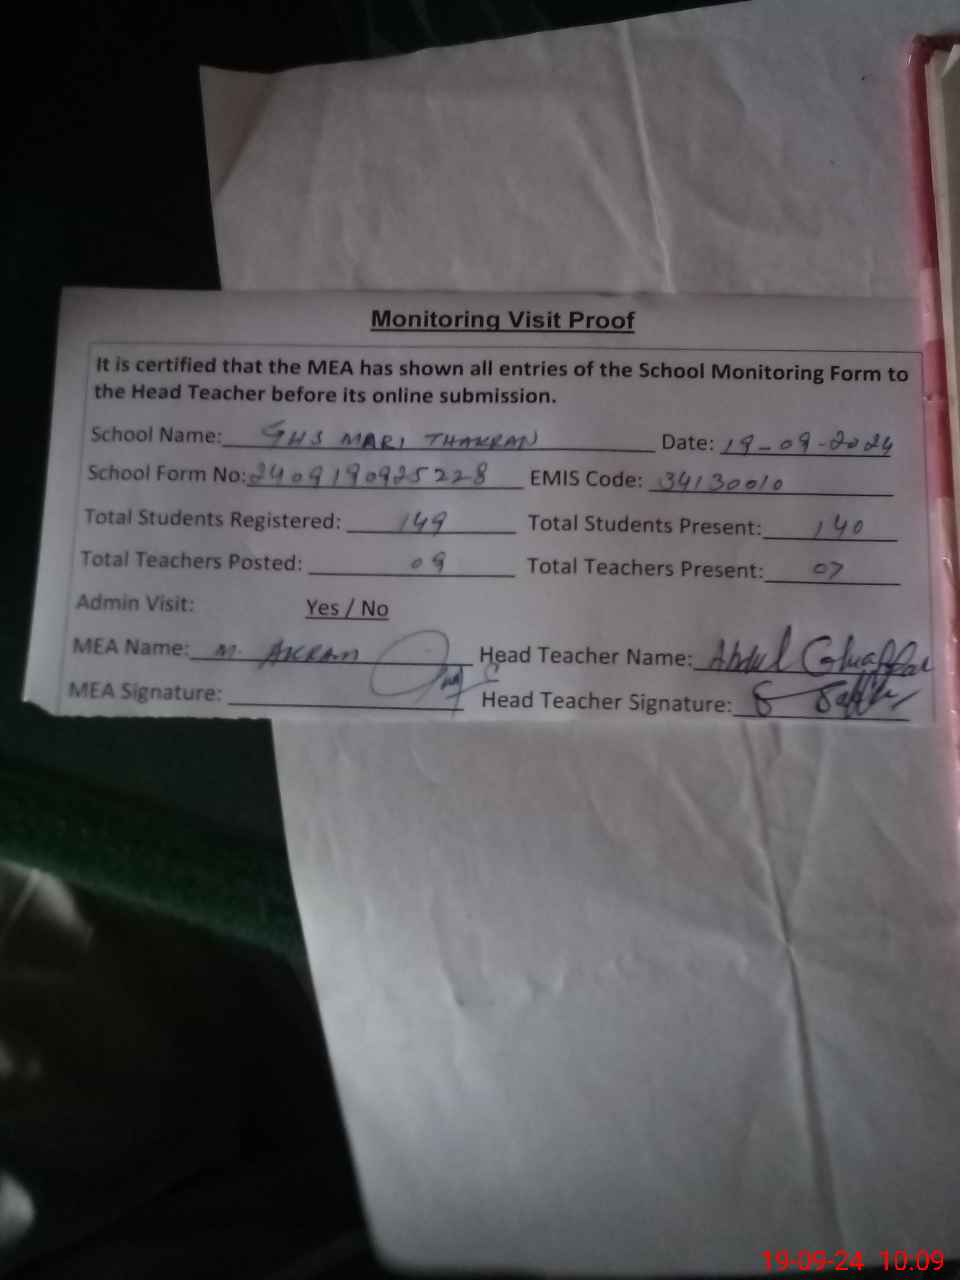 Monitoring Visit Proof
It is certified that the MEA has shown all entries of the School Monitoring Form to
the Head Teacher before its online submission.
School Name: GHS MARI THAKRAN Date: 19-09-2024
School Form No: 2409190925228 EMIS Code: 34130010
Total Students Registered: 149 Total Students Present: 140
Total Teachers Posted: 09 Total Teachers Present: 07
Admin Visit: Yes / No
MEA Name: M. AKRAM Head Teacher Name: Abdul Ghaffar
MEA Signature: Head Teacher Signature:
19-09-24 10:09